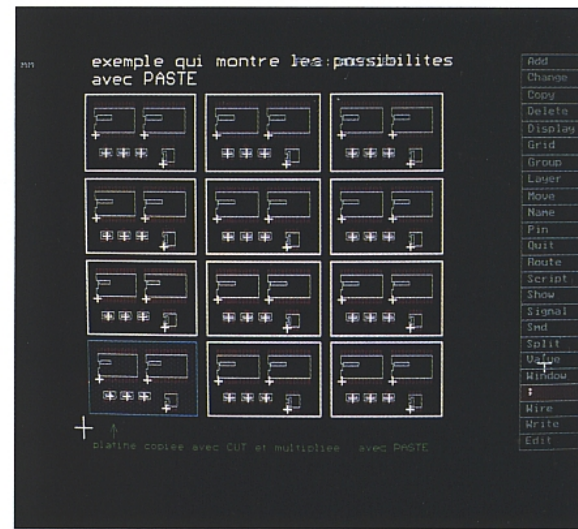 mm
exemple qui montre les possibilites
avec PASTE
Add
Change
Copy
Delete
Display
Grid
Group
Layer
Move
Name
Pin
Quit
Route
Script
Show
Signal
Smd
Split
Value
Window
;
Wire
Write
Edit
platine copiee avec CUT et multipliee avec PASTE